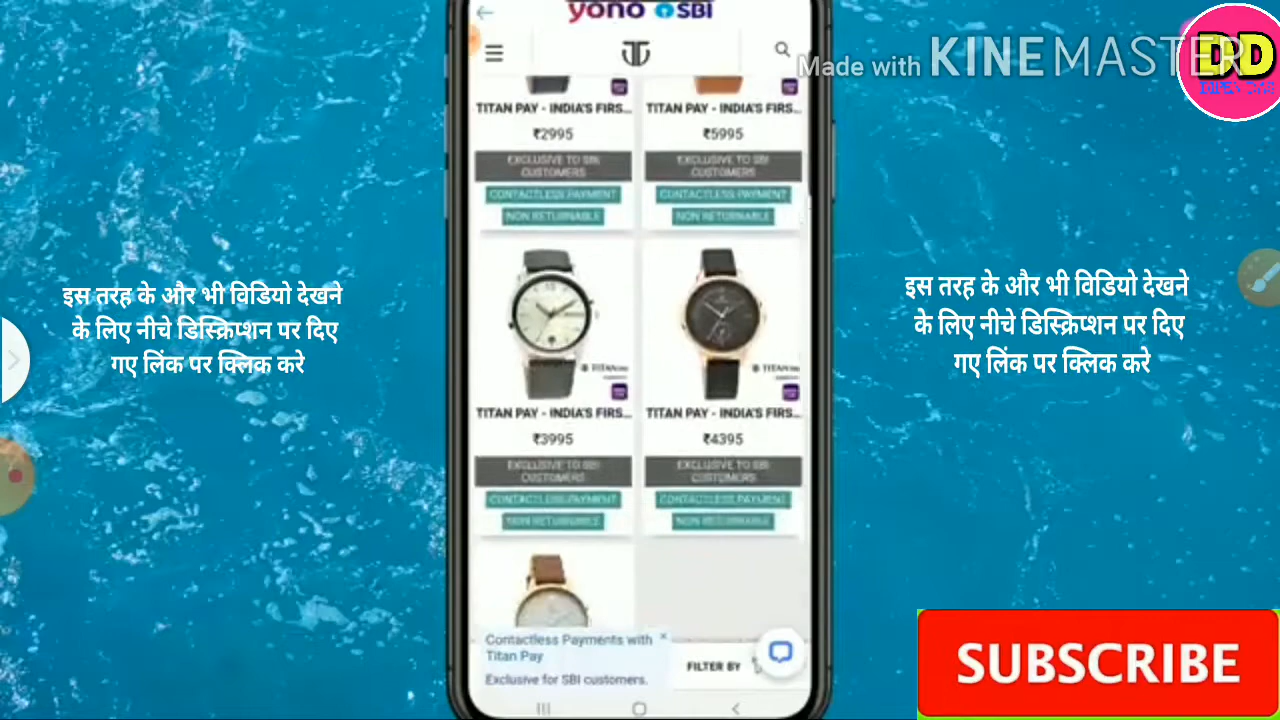 yono SBI
Made with KINEMASTER
DD
TITAN PAY - INDIA'S FIRS...
TITAN PAY - INDIA'S FIRS...
₹2995
₹5995
EXCLUSIVE TO SBI
CUSTOMERS
EXCLUSIVE TO SBI
CUSTOMERS
CONTACTLESS PAYMENT
CONTACTLESS PAYMENT
NON RETURNABLE
NON RETURNABLE
इस तरह के और भी विडियो देखने
के लिए नीचे डिस्क्रिप्शन पर दिए
गए लिंक पर क्लिक करे
इस तरह के और भी विडियो देखने
के लिए नीचे डिस्क्रिप्शन पर दिए
गए लिंक पर क्लिक करे
TITAN
TITAN
TITAN PAY - INDIA'S FIRS...
TITAN PAY - INDIA'S FIRS...
₹3995
₹4395
EXCLUSIVE TO SBI
CUSTOMERS
EXCLUSIVE TO SBI
CUSTOMERS
CONTACTLESS PAYMENT
CONTACTLESS PAYMENT
NON RETURNABLE
NON RETURNABLE
Contactless Payments with
Titan Pay
Exclusive for SBI customers.
FILTER BY
SUBSCRIBE